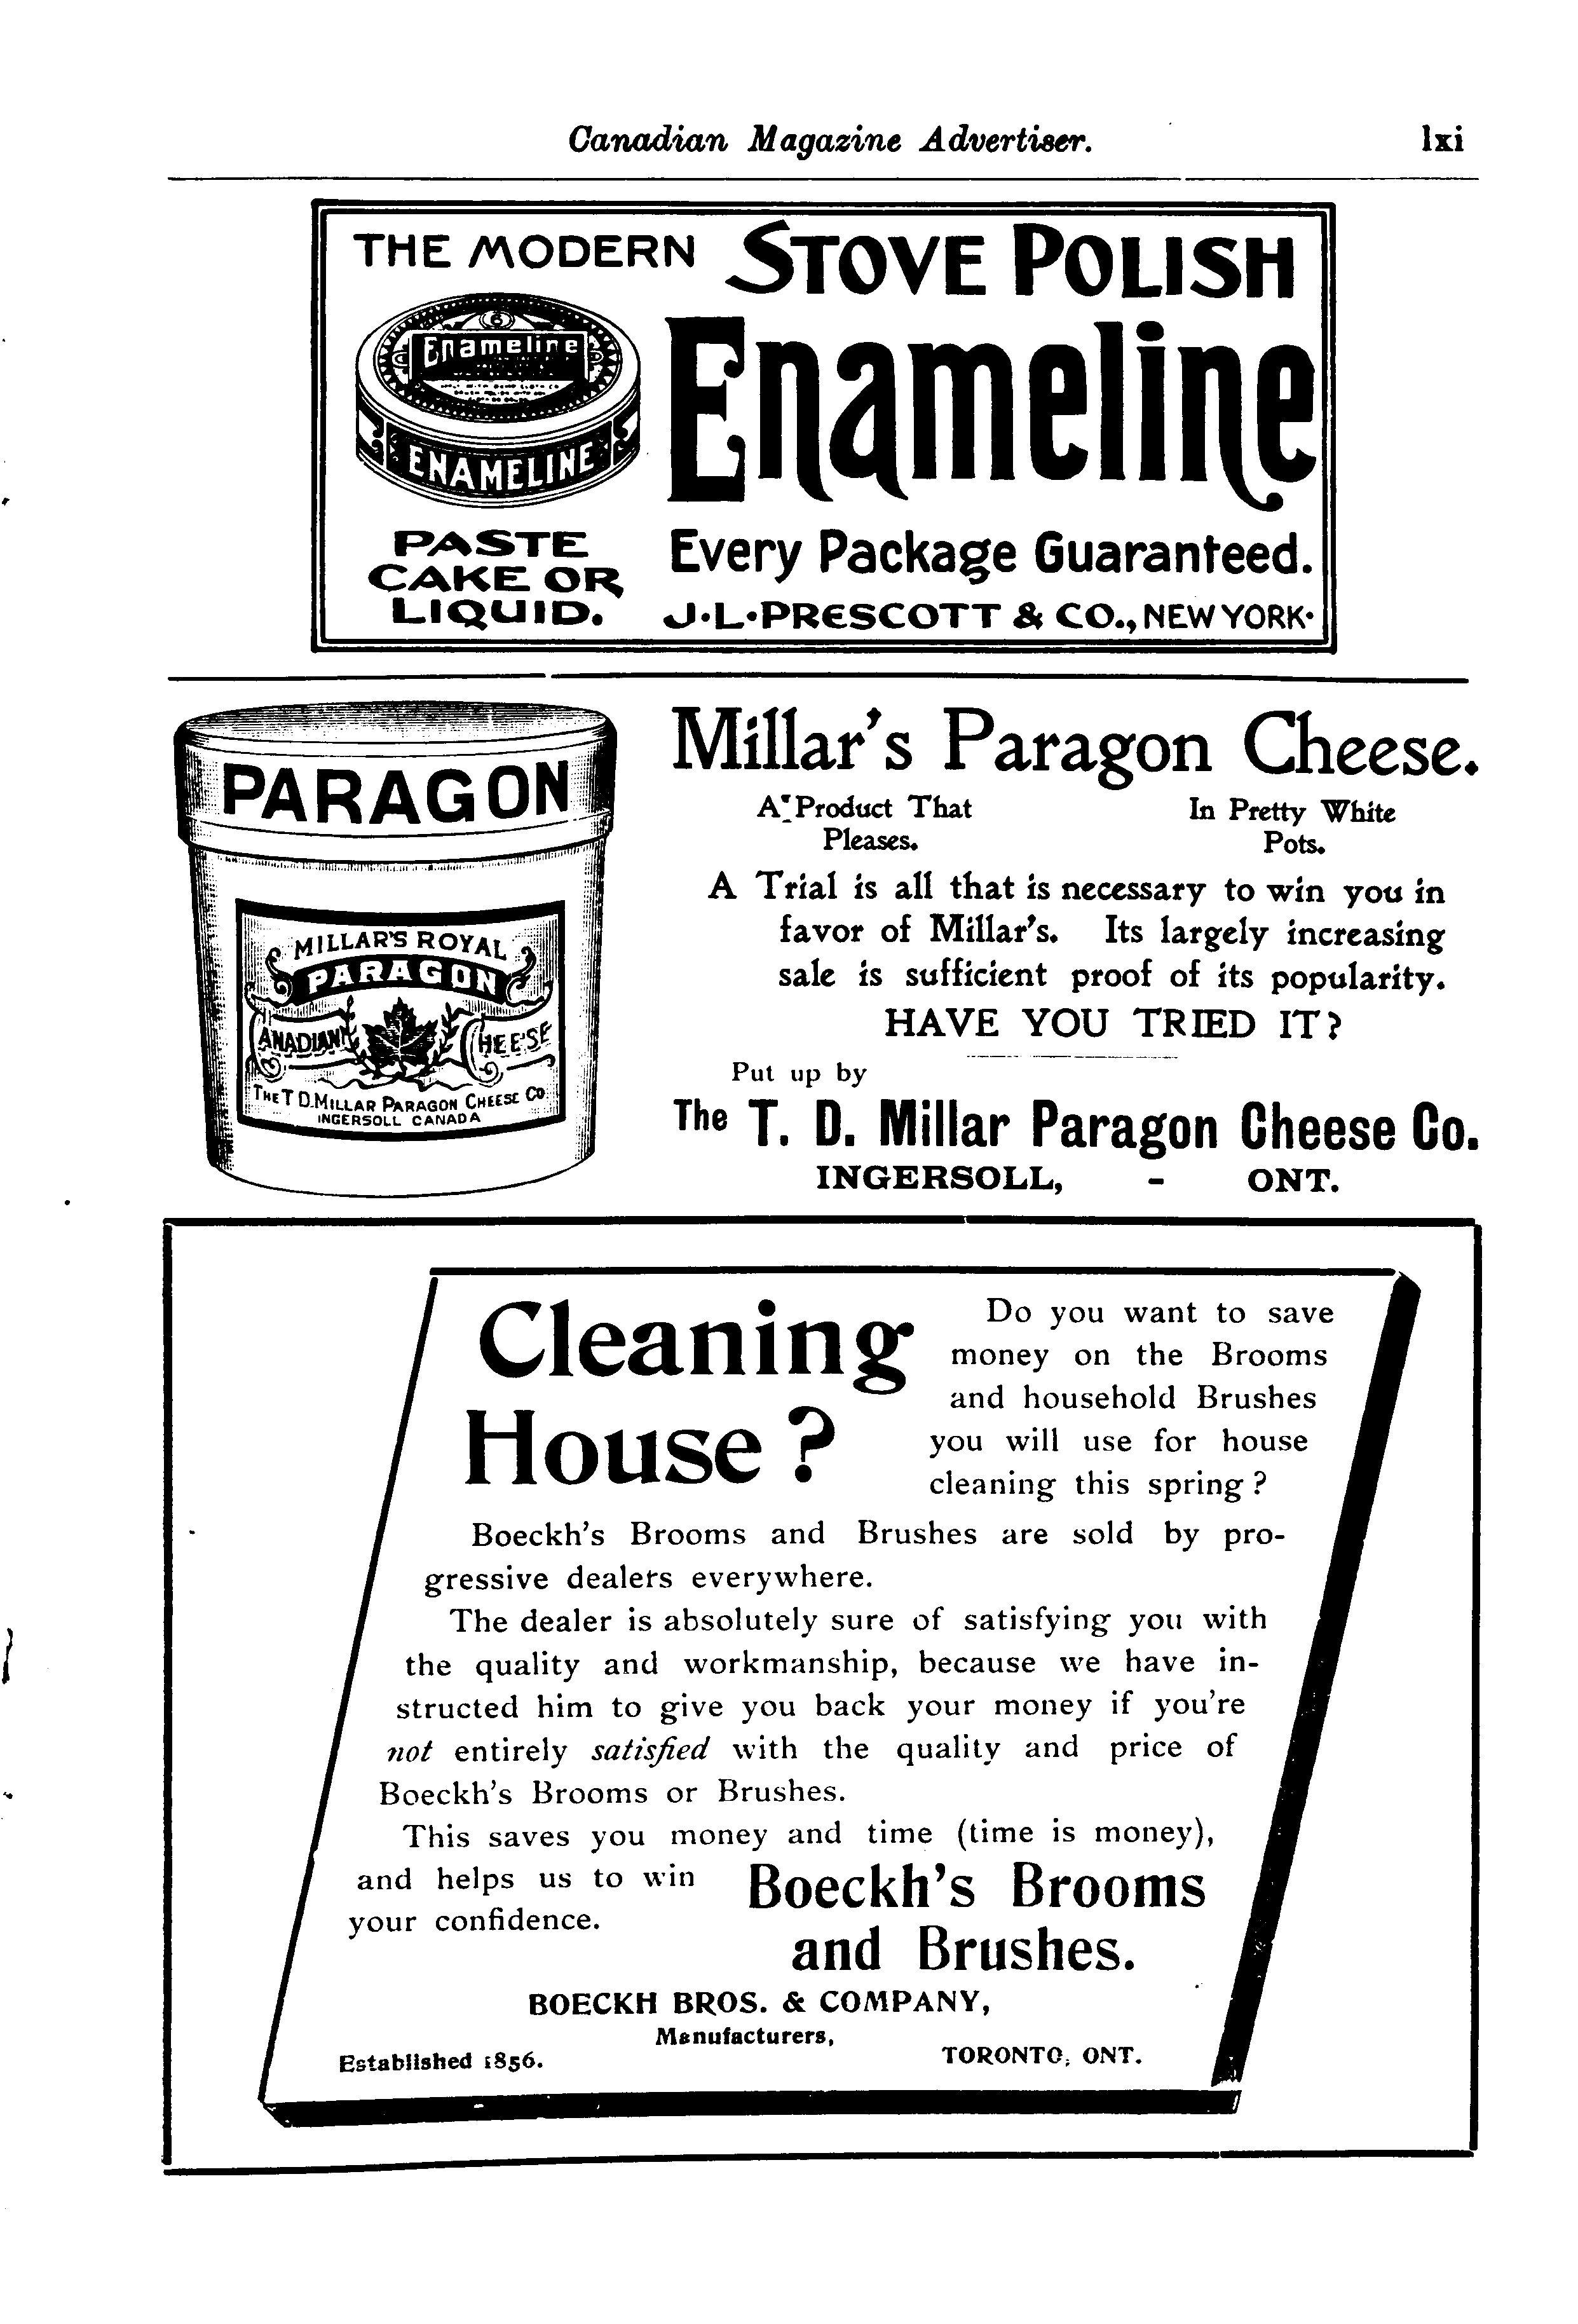 Canadian Magazine Advertiser. lxi
THE MODERN STOVE POLISH
Enameline
ENAMELINE
Enameline
PASTE
CAKE OR
LIQUID.
Every Package Guaranteed.
J. L. PRESCOTT & CO., NEW YORK.
PARAGON
MILLAR'S ROYAL
PARAGON
CANADIAN CHEESE
THE T D. MILLAR PARAGON CHEESE CO.
INGERSOLL CANADA
Millar's Paragon Cheese.
A Product That
Pleases.
In Pretty White
Pots.
A Trial is all that is necessary to win you in
favor of Millar's. Its largely increasing
sale is sufficient proof of its popularity.
HAVE YOU TRIED IT?
Put up by
The T. D. Millar Paragon Cheese Co.
INGERSOLL, - ONT.
Cleaning
House ?
Do you want to save
money on the Brooms
and household Brushes
you will use for house
cleaning this spring ?
Boeckh's Brooms and Brushes are sold by pro-
gressive dealers everywhere.
The dealer is absolutely sure of satisfying you with
the quality and workmanship, because we have in-
structed him to give you back your money if you're
not entirely satisfied with the quality and price of
Boeckh's Brooms or Brushes.
This saves you money and time (time is money),
and helps us to win
your confidence.
Boeckh's Brooms
and Brushes.
BOECKH BROS. & COMPANY,
Manufacturers,
Established 1856.
TORONTO, ONT.